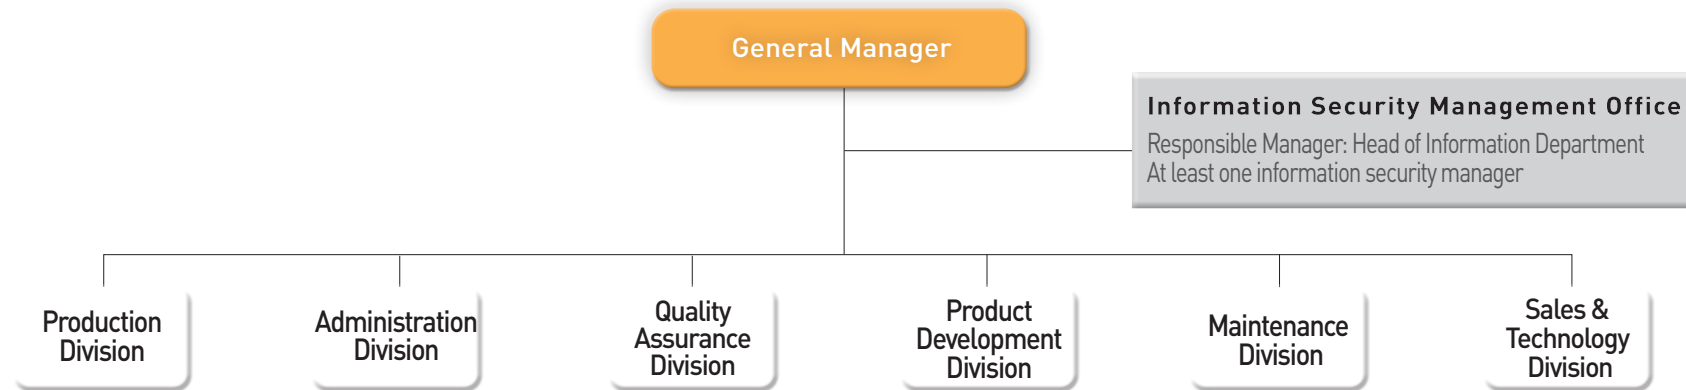 General Manager
Information Security Management Office
Responsible Manager: Head of Information Department
At least one information security manager
Production
Division
Administration
Division
Quality
Assurance
Division
Product
Development
Division
Maintenance
Division
Sales &
Technology
Division